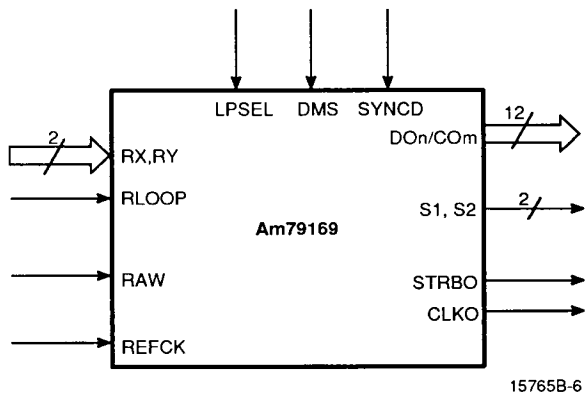 LPSEL DMS SYNCD
2
RX,RY
RLOOP
RAW
REFCK
Am79169
12
DOn/COm
2
S1, S2
STRBO
CLKO
15765B-6